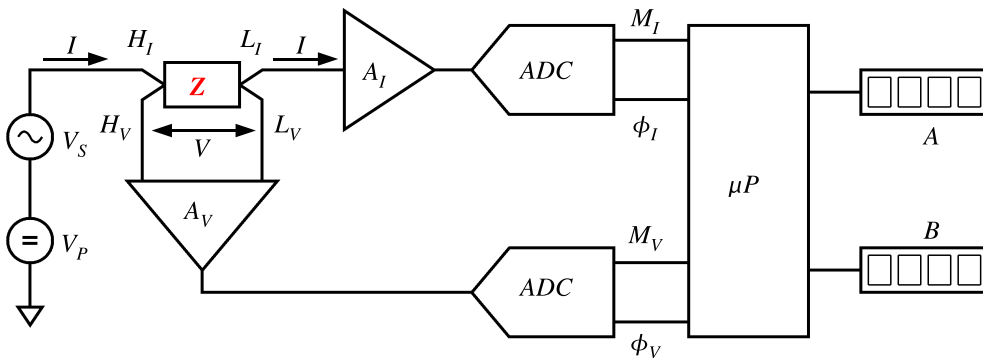 I
H_I
L_I
I
M_I
Z
A_I
ADC
H_V
V
L_V
ϕ_I
V_S
A
μP
A_V
V_P
=
M_V
B
ADC
ϕ_V